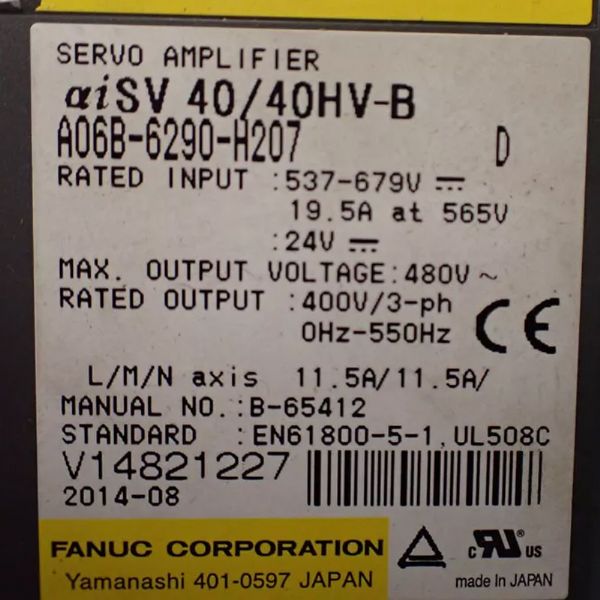 SERVO AMPLIFIER
αiSV 40/40HV-B
A06B-6290-H207 D
RATED INPUT :537-679V ⎓
19.5A at 565V
:24V ⎓
MAX. OUTPUT VOLTAGE:480V ~
RATED OUTPUT :400V/3-ph
0Hz-550Hz CE
L/M/N axis 11.5A/11.5A/
MANUAL NO.:B-65412
STANDARD :EN61800-5-1,UL508C
V14821227
2014-08
FANUC CORPORATION
Yamanashi 401-0597 JAPAN
c RU® US
made In JAPAN